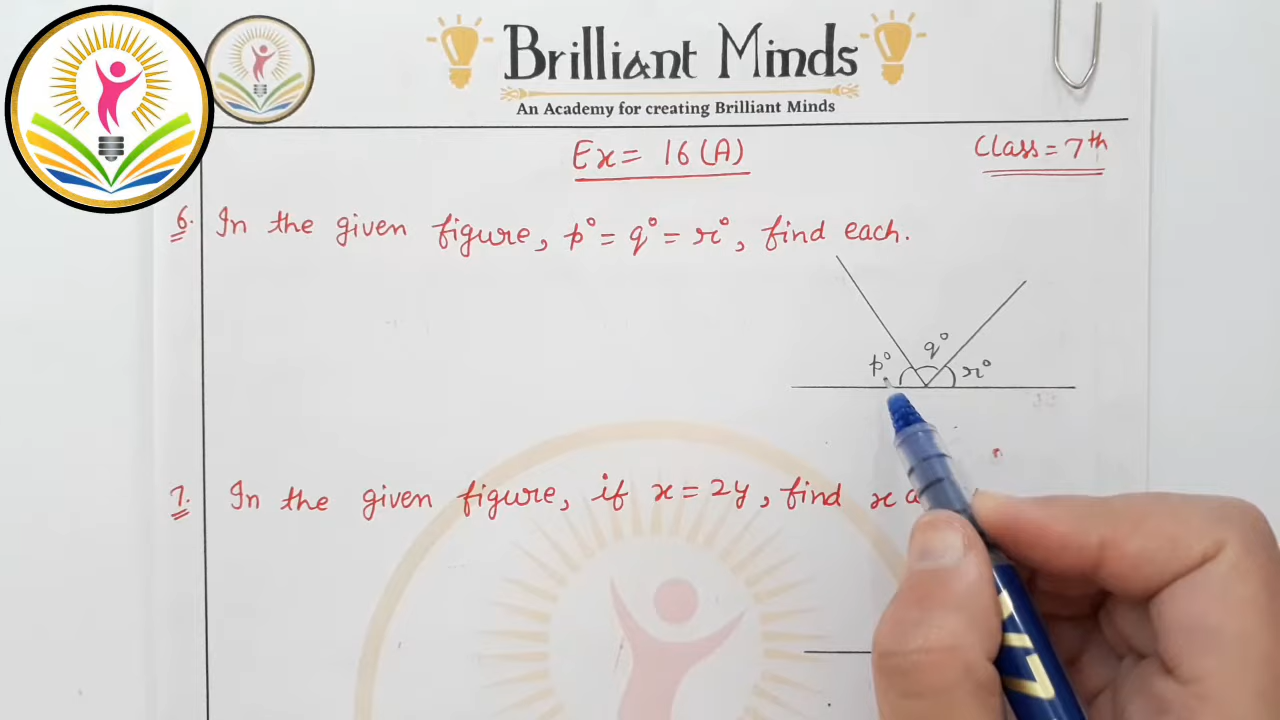 Brilliant Minds
An Academy for creating Brilliant Minds
Ex = 16 (A)
Class = 7th
6. In the given figure, p° = q° = r°, find each.
q°
p°
r°
7. In the given figure, if x = 2y, find x
V7